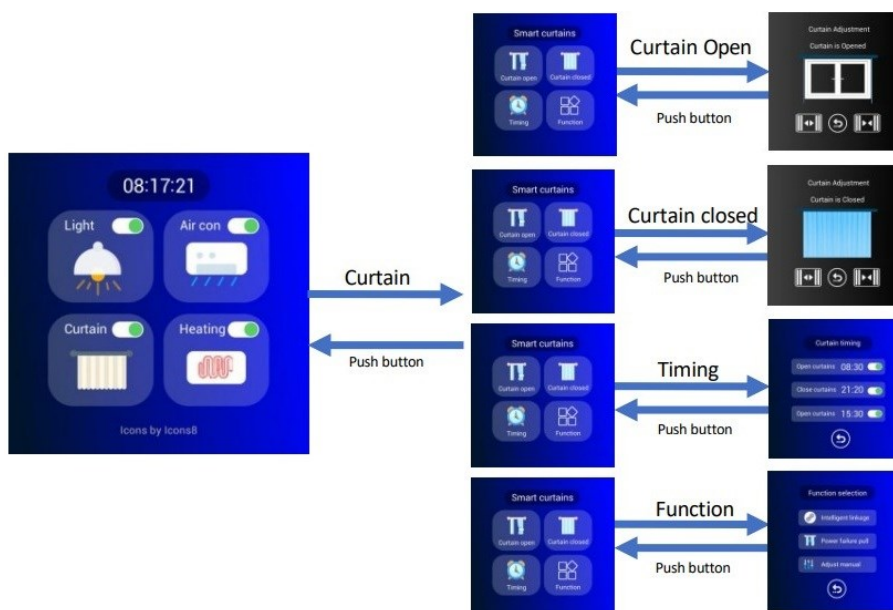 08:17:21
Light
Air con
Curtain
Heating
Icons by Icons8
Curtain
Push button
Smart curtains
Curtain open
Curtain closed
Timing
Function
Curtain Open
Push button
Curtain Adjustment
Curtain is Opened
Smart curtains
Curtain open
Curtain closed
Timing
Function
Curtain closed
Push button
Curtain Adjustment
Curtain is Closed
Smart curtains
Curtain open
Curtain closed
Timing
Function
Timing
Push button
Curtain timing
Open curtains 08:30
Close curtains 21:20
Open curtains 15:30
Smart curtains
Curtain open
Curtain closed
Timing
Function
Function
Push button
Function selection
Intelligent linkage
Power failure pull
Adjust manual